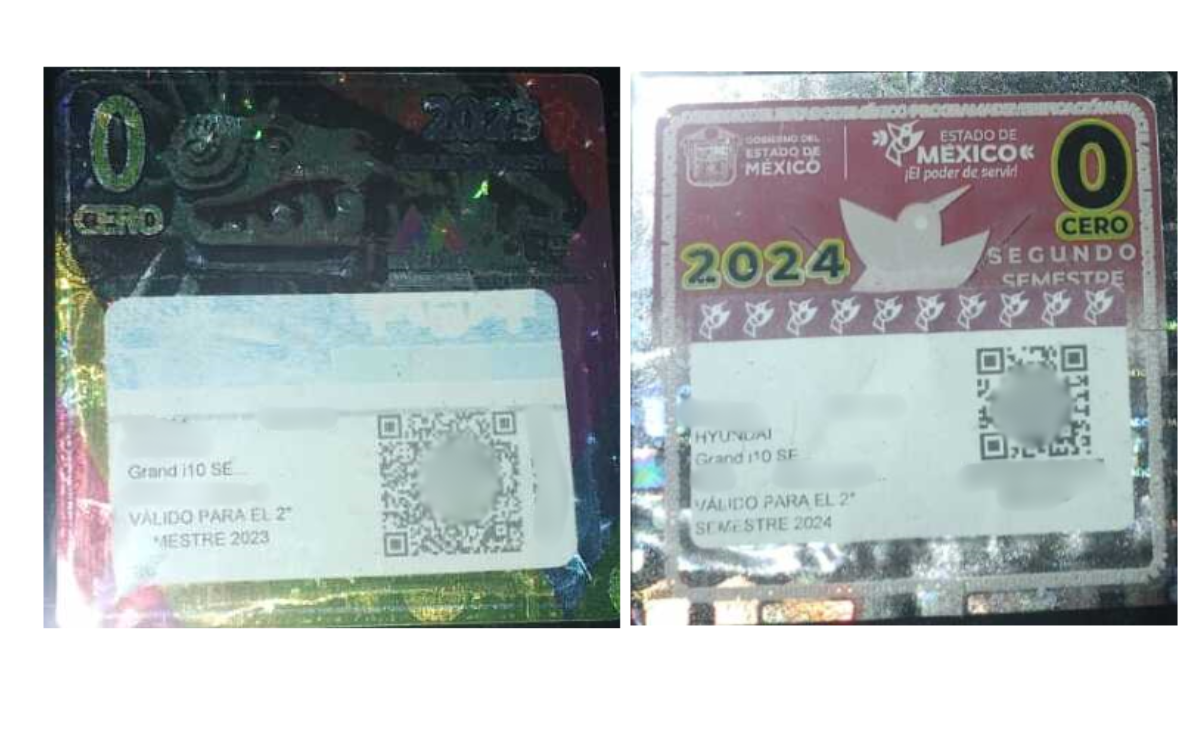 0
CERO
2023
Grand i10 SE...
VÁLIDO PARA EL 2°
MESTRE 2023
GOBIERNO DEL
ESTADO DE
MÉXICO
ESTADO DE
MÉXICO
¡El poder de servir!
0
CERO
2024
SEGUNDO
SEMESTRE
HYUNDAI
Grand i10 SE...
VÁLIDO PARA EL 2°
SEMESTRE 2024